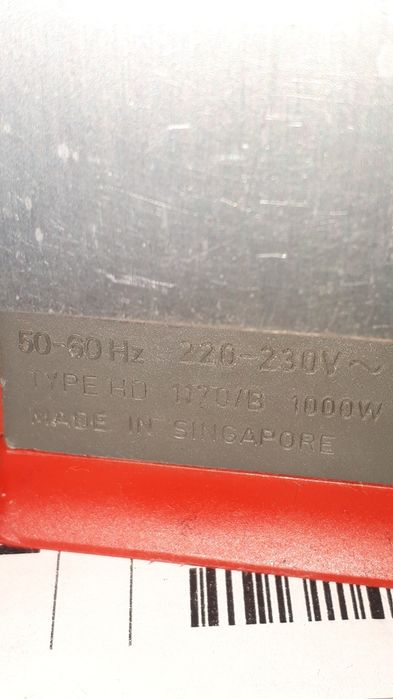 50-60 Hz 220-230V ~
TYPE HD 1170/B 1000W
MADE IN SINGAPORE